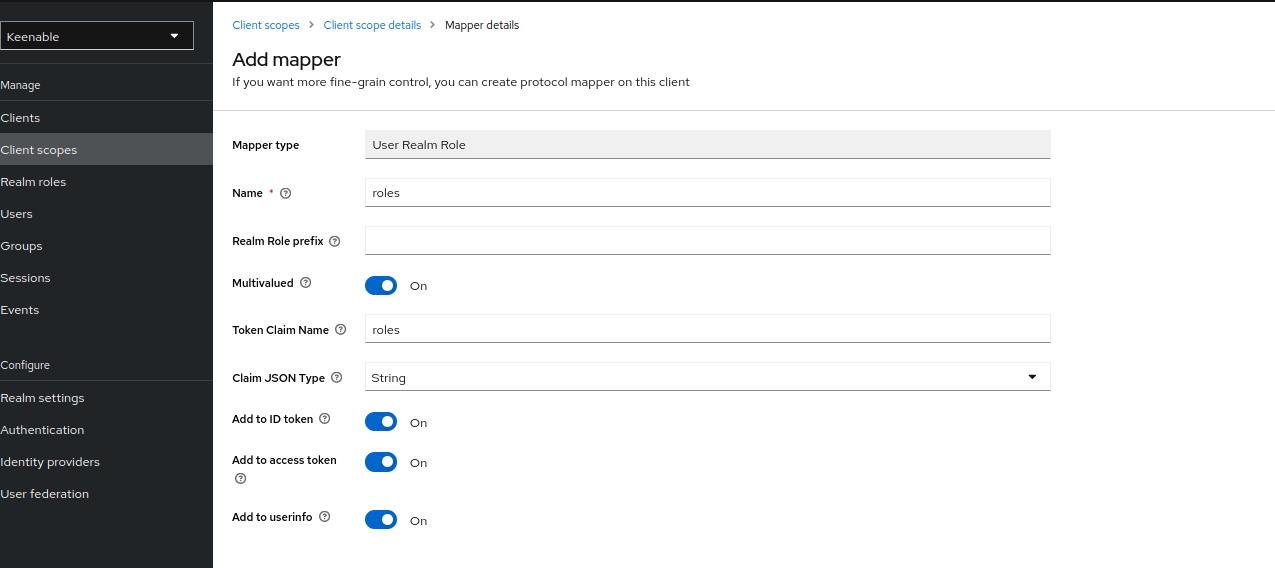 Keenable
Manage
Clients
Client scopes
Realm roles
Users
Groups
Sessions
Events
Configure
Realm settings
Authentication
Identity providers
User federation
Client scopes > Client scope details > Mapper details
Add mapper
If you want more fine-grain control, you can create protocol mapper on this client
Mapper type User Realm Role
Name * roles
Realm Role prefix
Multivalued On
Token Claim Name roles
Claim JSON Type String
Add to ID token On
Add to access token On
Add to userinfo On